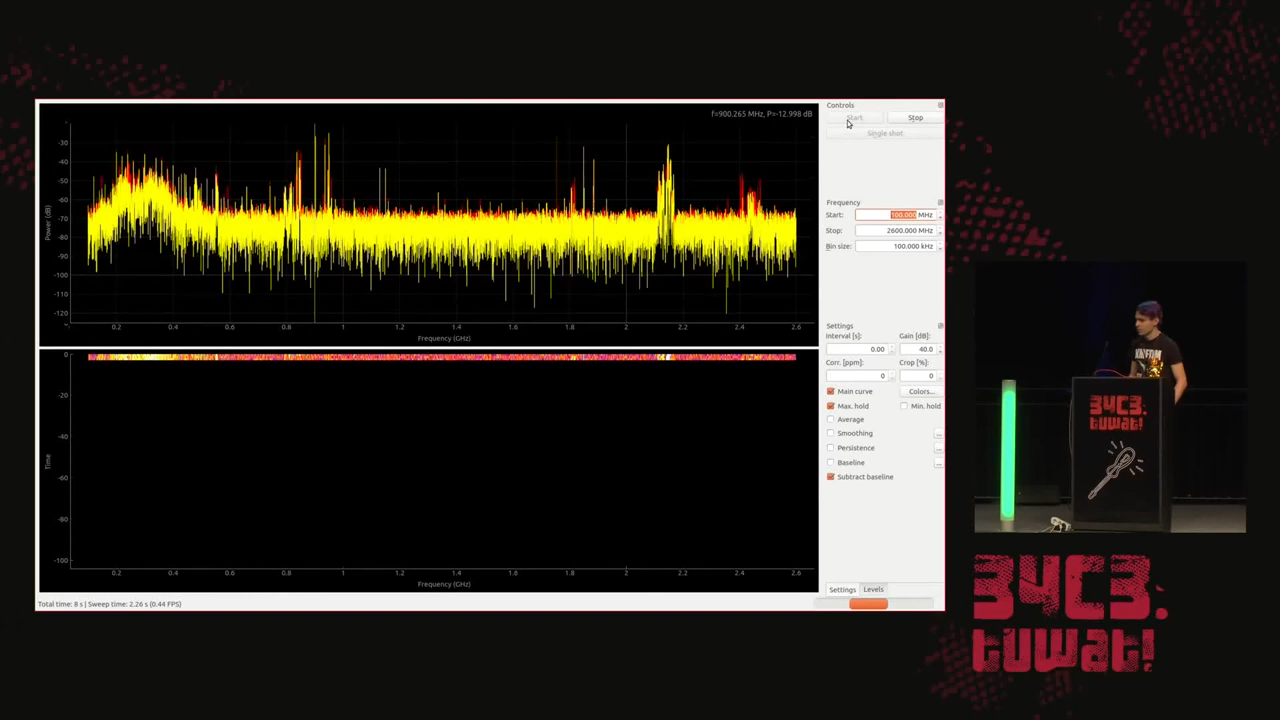 f=900.265 MHz, P=-12.998 dB
-30
-40
-50
-60
-70
-80
-90
-100
-110
-120
Power (dB)
0.2 0.4 0.6 0.8 1 1.2 1.4 1.6 1.8 2 2.2 2.4 2.6
Frequency (GHz)
0
-20
-40
-60
-80
-100
Time
0.2 0.4 0.6 0.8 1 1.2 1.4 1.6 1.8 2 2.2 2.4 2.6
Frequency (GHz)
Total time: 8 s | Sweep time: 2.26 s (0.44 FPS)
Controls
Start Stop
Single shot
Frequency
Start: 100.000 MHz
Stop: 2600.000 MHz
Bin size: 100.000 kHz
Settings
Interval [s]: Gain [dB]:
0.00 40.0
Corr. [ppm]: Crop [%]:
0 0
Main curve Colors...
Max. hold Min. hold
Average
Smoothing ...
Persistence ...
Baseline ...
Subtract baseline
Settings Levels
34C3.
tuwat!
34C3.
tuwat!